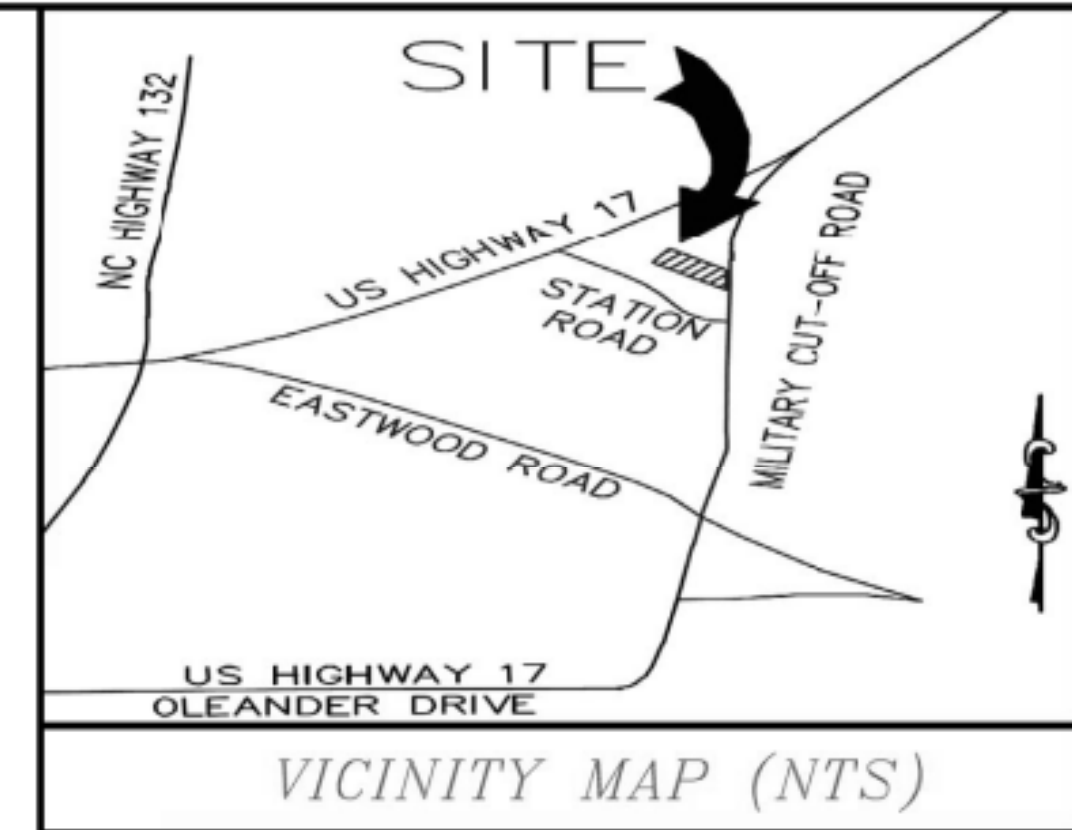 SITE
NC HIGHWAY 132
US HIGHWAY 17
STATION
ROAD
MILITARY CUT-OFF ROAD
EASTWOOD ROAD
US HIGHWAY 17
OLEANDER DRIVE
VICINITY MAP (NTS)